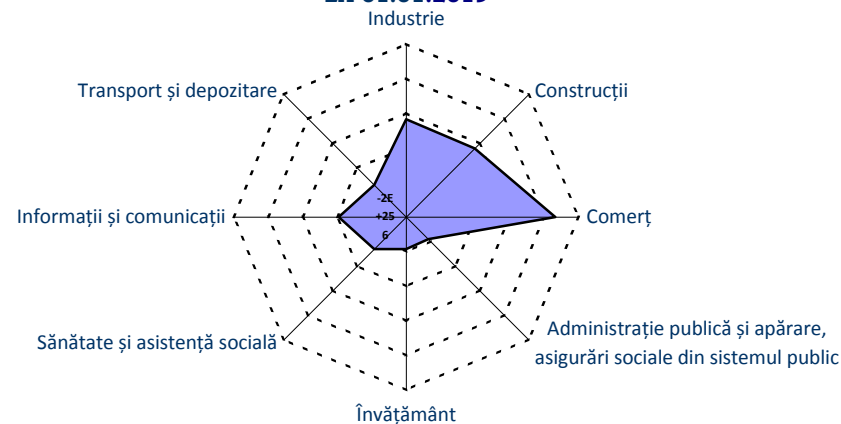 Industrie
Transport și depozitare
Construcții
-2E
Informații și comunicații
+25
Comerț
6
Sănătate și asistență socială
Administrație publică și apărare,
asigurări sociale din sistemul public
Învățământ